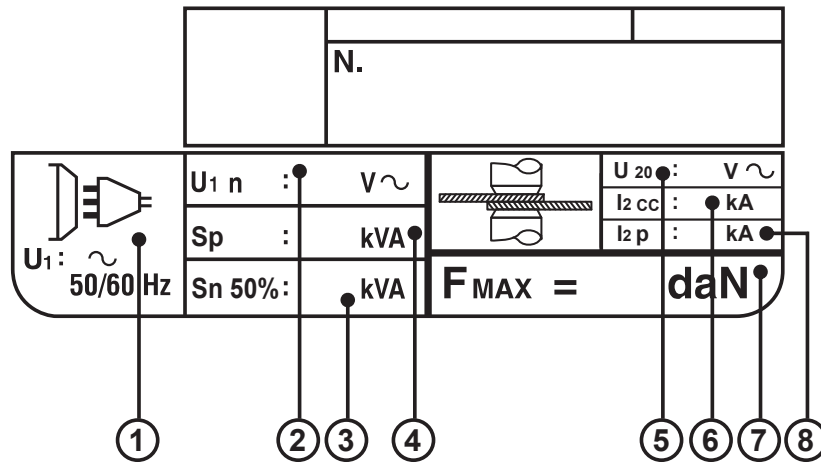 N.
U1 n : V~
Sp : kVA
Sn 50%: kVA
U1: ~
50/60 Hz
U 20 : V~
I2 CC : kA
I2 p : kA
FMAX = daN
1 2 3 4 5 6 7 8